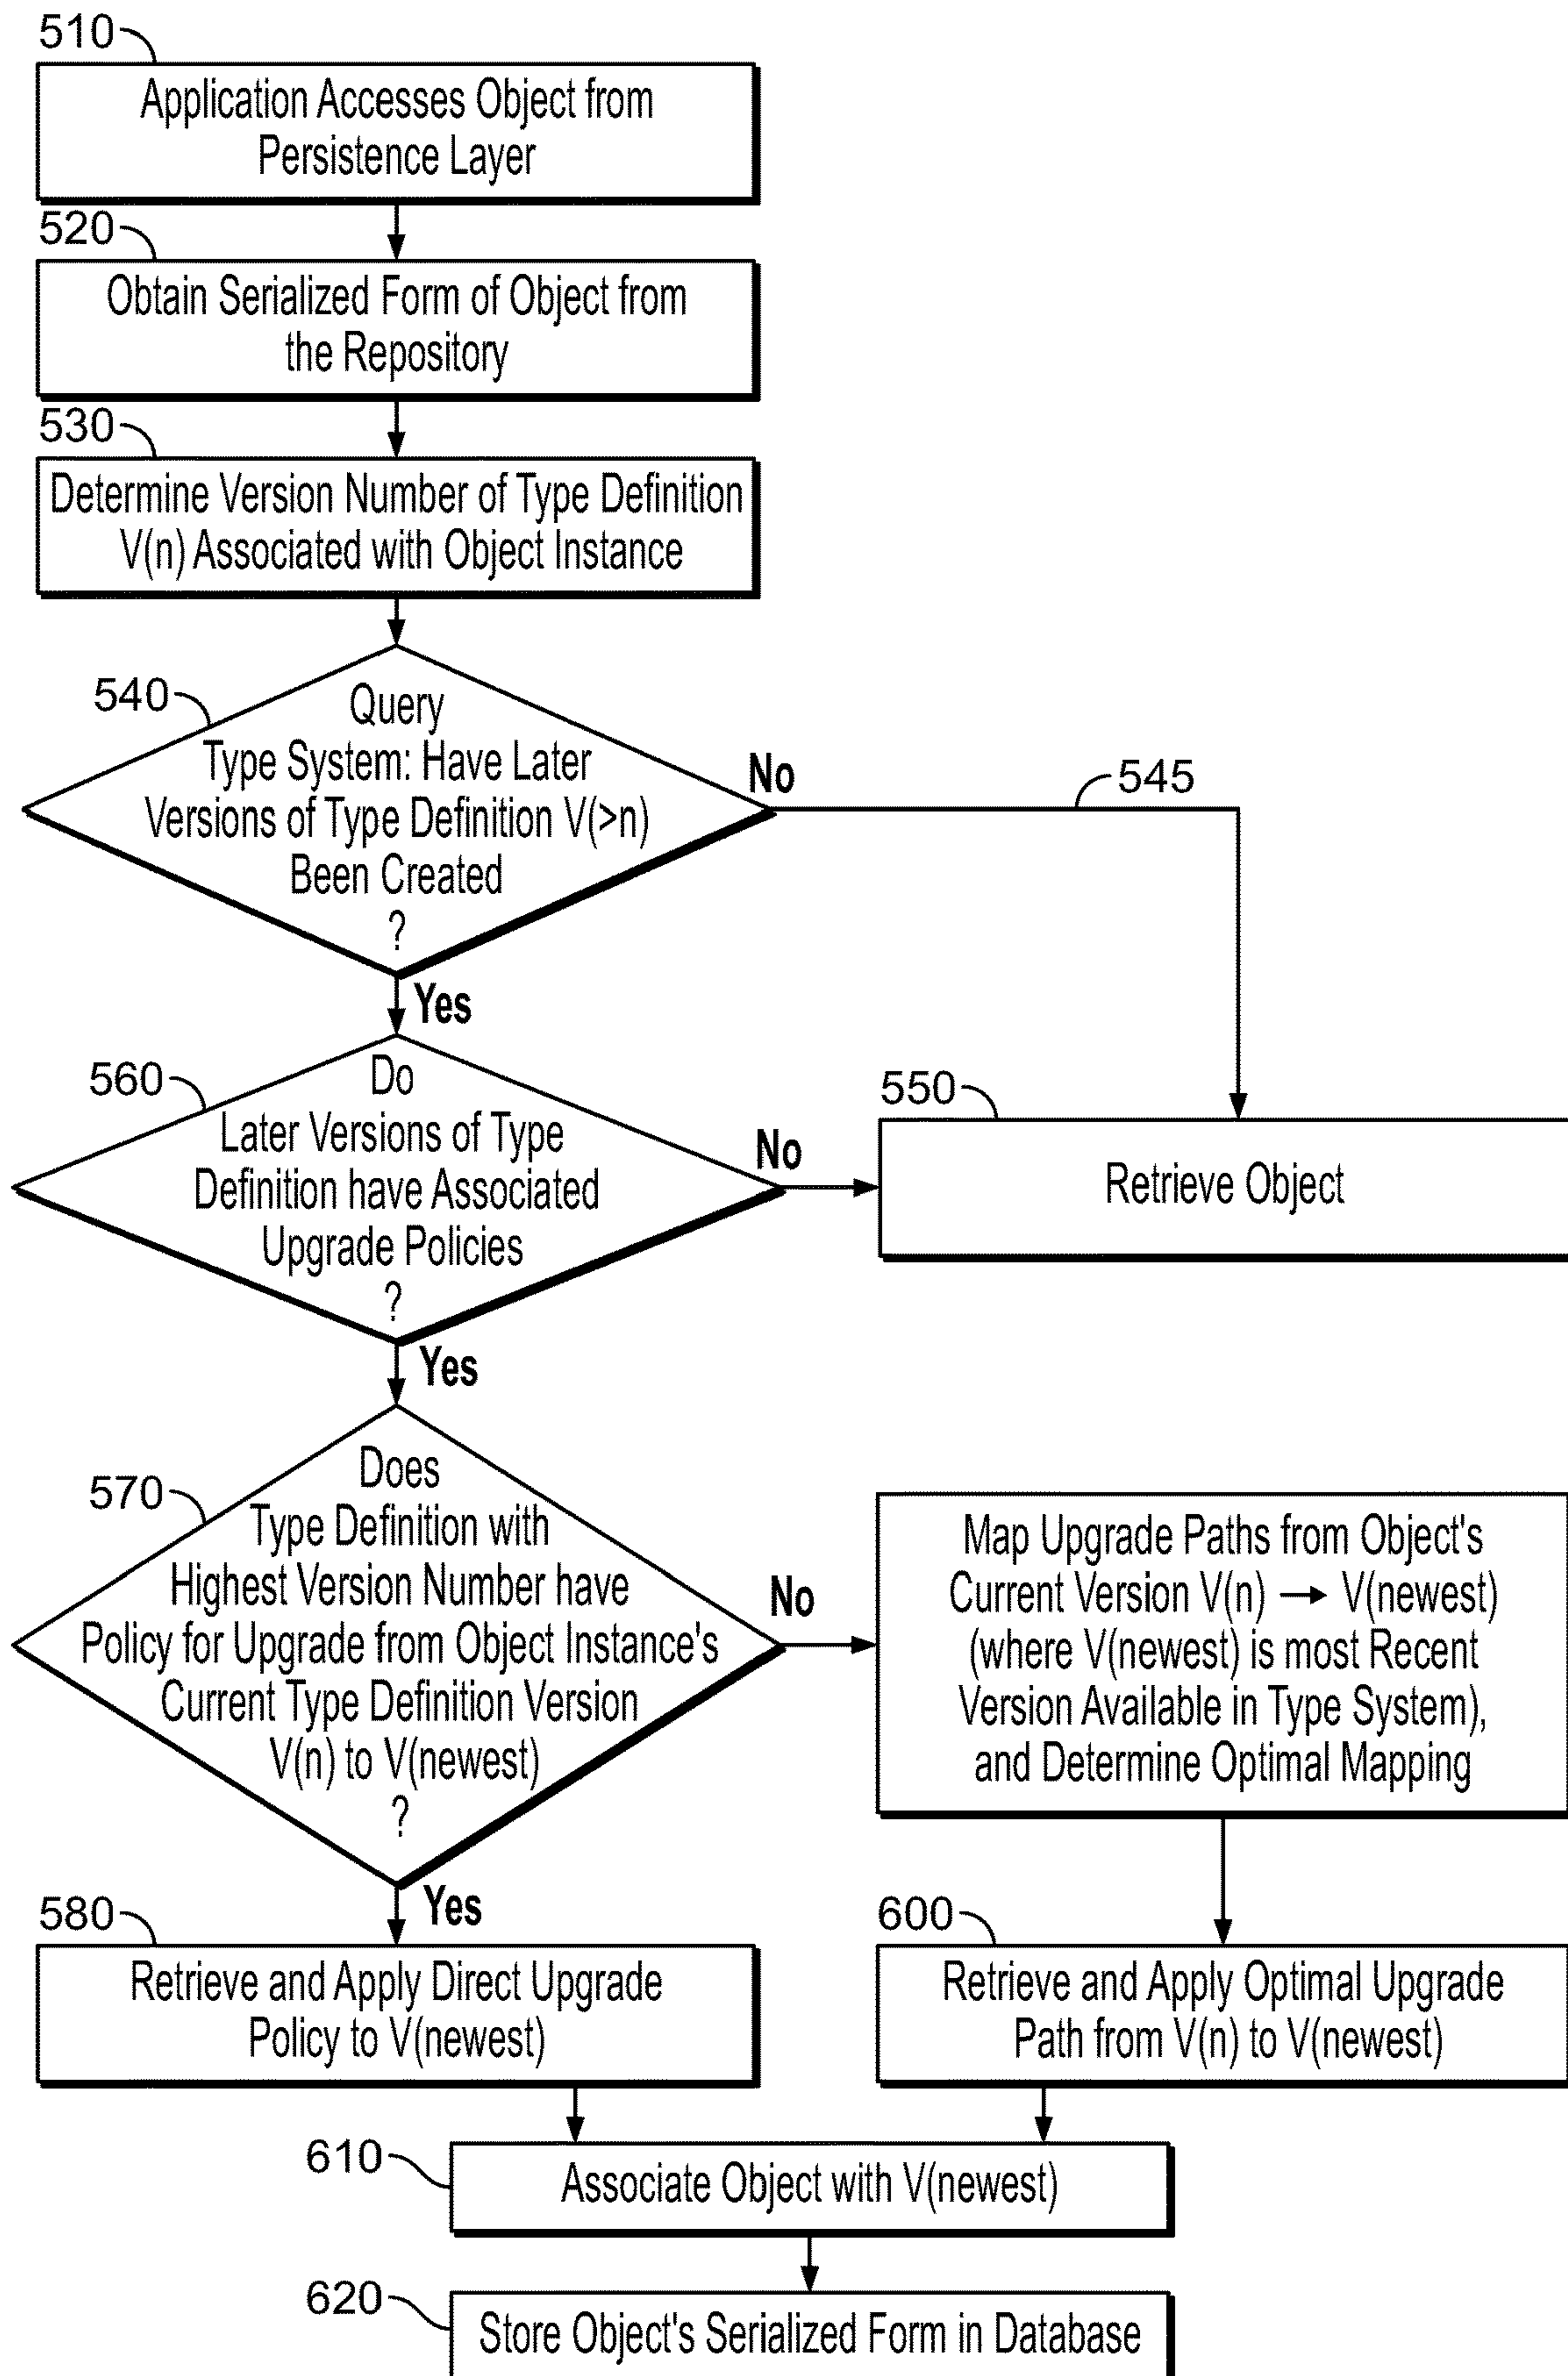 510
Application Accesses Object from
Persistence Layer
520
Obtain Serialized Form of Object from
the Repository
530
Determine Version Number of Type Definition
V(n) Associated with Object Instance
540
Query
Type System: Have Later
Versions of Type Definition V(>n)
Been Created
?
No
545
Yes
560
Do
Later Versions of Type
Definition have Associated
Upgrade Policies
?
No
550
Retrieve Object
Yes
570
Does
Type Definition with
Highest Version Number have
Policy for Upgrade from Object Instance's
Current Type Definition Version
V(n) to V(newest)
?
No
Map Upgrade Paths from Object's
Current Version V(n) → V(newest)
(where V(newest) is most Recent
Version Available in Type System),
and Determine Optimal Mapping
Yes
580
Retrieve and Apply Direct Upgrade
Policy to V(newest)
600
Retrieve and Apply Optimal Upgrade
Path from V(n) to V(newest)
610
Associate Object with V(newest)
620
Store Object's Serialized Form in Database